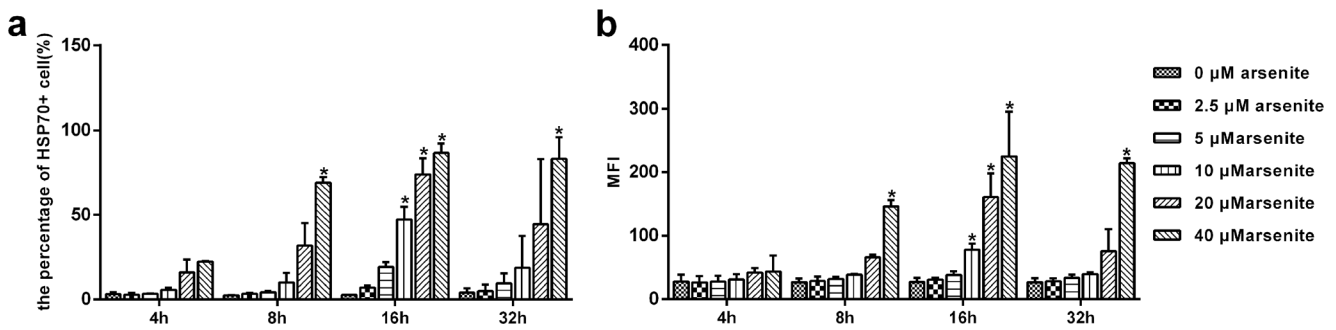 a
the percentage of HSP70+ cell(%)
150
100
50
0
*
*
*
*
*
4h
8h
16h
32h
b
MFI
400
300
200
100
0
*
*
*
*
*
4h
8h
16h
32h
0 µM arsenite
2.5 µM arsenite
5 µMarsenite
10 µMarsenite
20 µMarsenite
40 µMarsenite